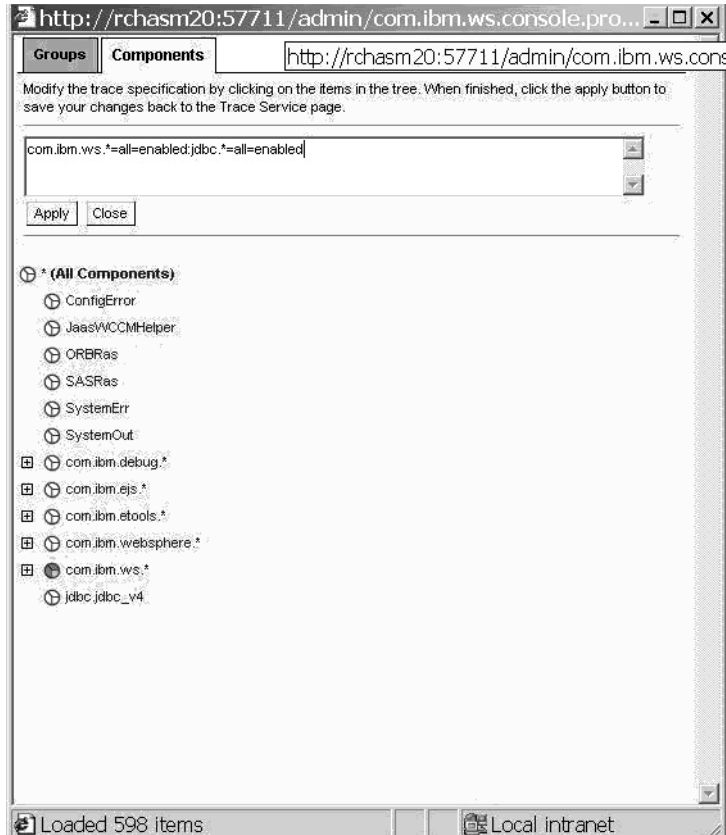 http://rchasm20:57711/admin/com.ibm.ws.console.pro...
Groups Components
http://rchasm20:57711/admin/com.ibm.ws.cons
Modify the trace specification by clicking on the items in the tree. When finished, click the apply button to
save your changes back to the Trace Service page.
com.ibm.ws.*=all=enabled:jdbc.*=all=enabled
Apply Close
* (All Components)
ConfigError
JaasWCCMHelper
ORBRas
SASRas
SystemErr
SystemOut
com.ibm.debug.*
com.ibm.ejs.*
com.ibm.etools.*
com.ibm.websphere.*
com.ibm.ws.*
jdbc.jdbc_v4
Loaded 598 items Local intranet